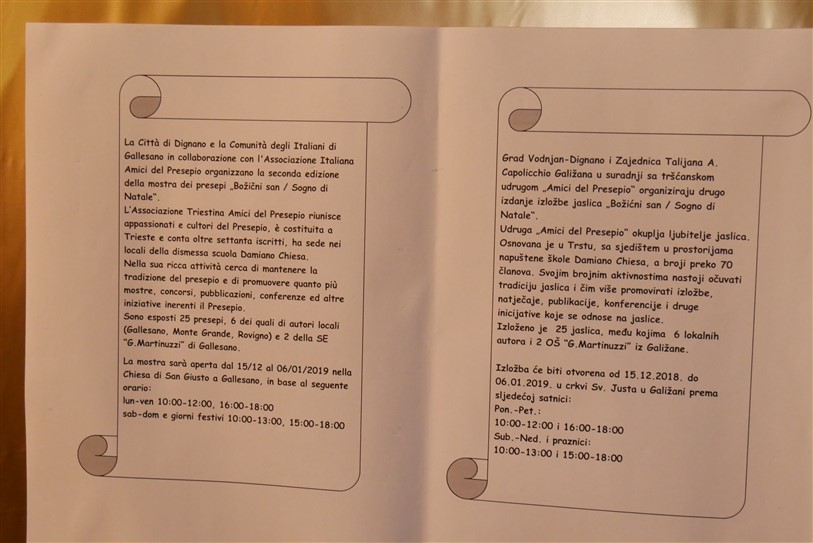 La Città di Dignano e la Comunità degli Italiani di
Gallesano in collaborazione con l'Associazione Italiana
Amici del Presepio organizzano la seconda edizione
della mostra dei presepi „Božični san / Sogno di
Natale“.
L'Associazione Triestina Amici del Presepio riunisce
appassionati e cultori del Presepio, è costituita a
Trieste e conta oltre settanta iscritti, ha sede nei
locali della dismessa scuola Damiano Chiesa.
Nella sua ricca attività cerca di mantenere la
tradizione del presepio e di promuovere quanto più
mostre, concorsi, pubblicazioni, conferenze ed altre
iniziative inerenti il Presepio.
Sono esposti 25 presepi, 6 dei quali di autori locali
(Gallesano, Monte Grande, Rovigno) e 2 della SE
“G.Martinuzzi” di Gallesano.
La mostra sarà aperta dal 15/12 al 06/01/2019 nella
Chiesa di San Giusto a Gallesano, in base al seguente
orario:
lun-ven 10:00-12:00, 16:00-18:00
sab-dom e giorni festivi 10:00-13:00, 15:00-18:00
Grad Vodnjan-Dignano i Zajednica Talijana A.
Capolicchio Galižana u suradnji sa tršćanskom
udrugom „Amici del Presepio“ organiziraju drugo
izdanje izložbe jaslica „Božićni san / Sogno di
Natale“.
Udruga „Amici del Presepio“ okuplja ljubitelje jaslica.
Osnovana je u Trstu, sa sjedištem u prostorijama
napuštene škole Damiano Chiesa, a broji preko 70
članova. Svojim brojnim aktivnostima nastoji očuvati
tradiciju jaslica i čim više promovirati izložbe,
natječaje, publikacije, konferencije i druge
inicijative koje se odnose na jaslice.
Izloženo je 25 jaslica, među kojima 6 lokalnih
autora i 2 OŠ “G.Martinuzzi” iz Galižane.
Izložba će biti otvorena od 15.12.2018. do
06.01.2019. u crkvi Sv. Justa u Galižani prema
sljedećoj satnici:
Pon.-Pet.:
10:00-12:00 i 16:00-18:00
Sub.-Ned. i praznici:
10:00-13:00 i 15:00-18:00